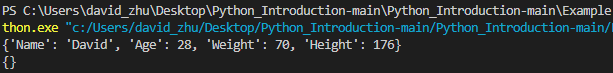 PS C:\Users\david_zhu\Desktop\Python_Introduction-main\Python_Introduction-main\Example
thon.exe "c:/Users/david_zhu/Desktop/Python_Introduction-main/Python_Introduction-main/
{'Name': 'David', 'Age': 28, 'Weight': 70, 'Height': 176}
{}